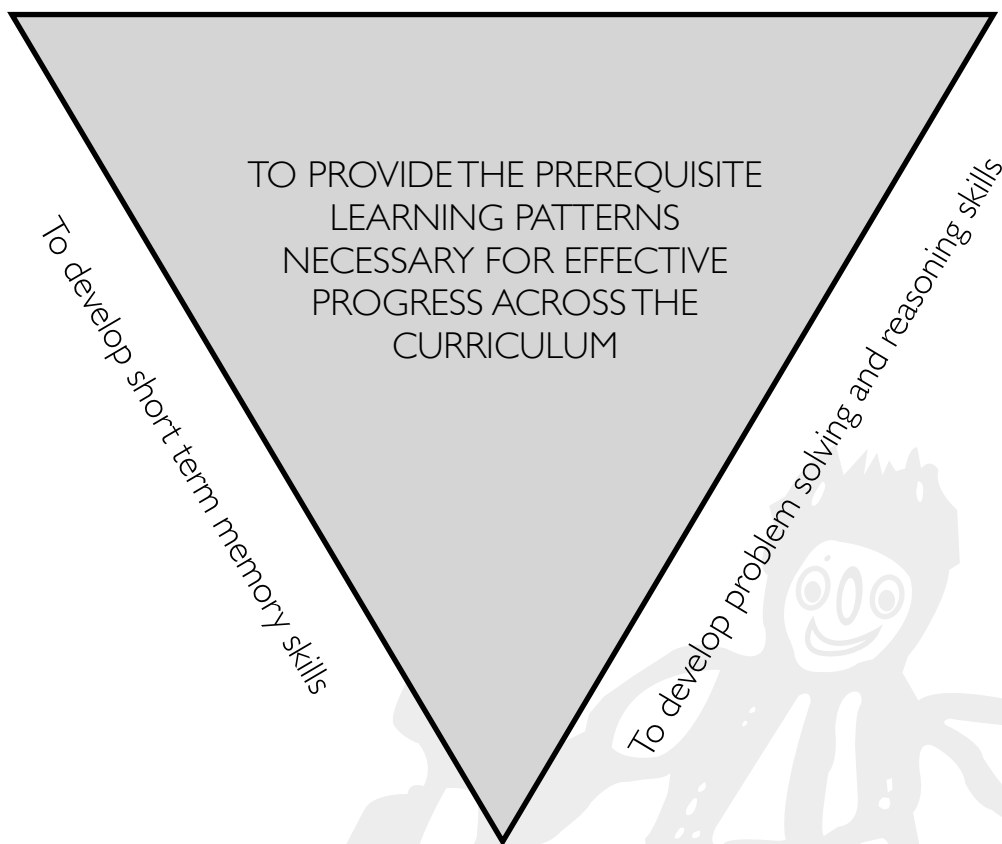 TO PROVIDE THE PREREQUISITE
LEARNING PATTERNS
NECESSARY FOR EFFECTIVE
PROGRESS ACROSS THE
CURRICULUM
To develop short term memory skills
To develop problem solving and reasoning skills